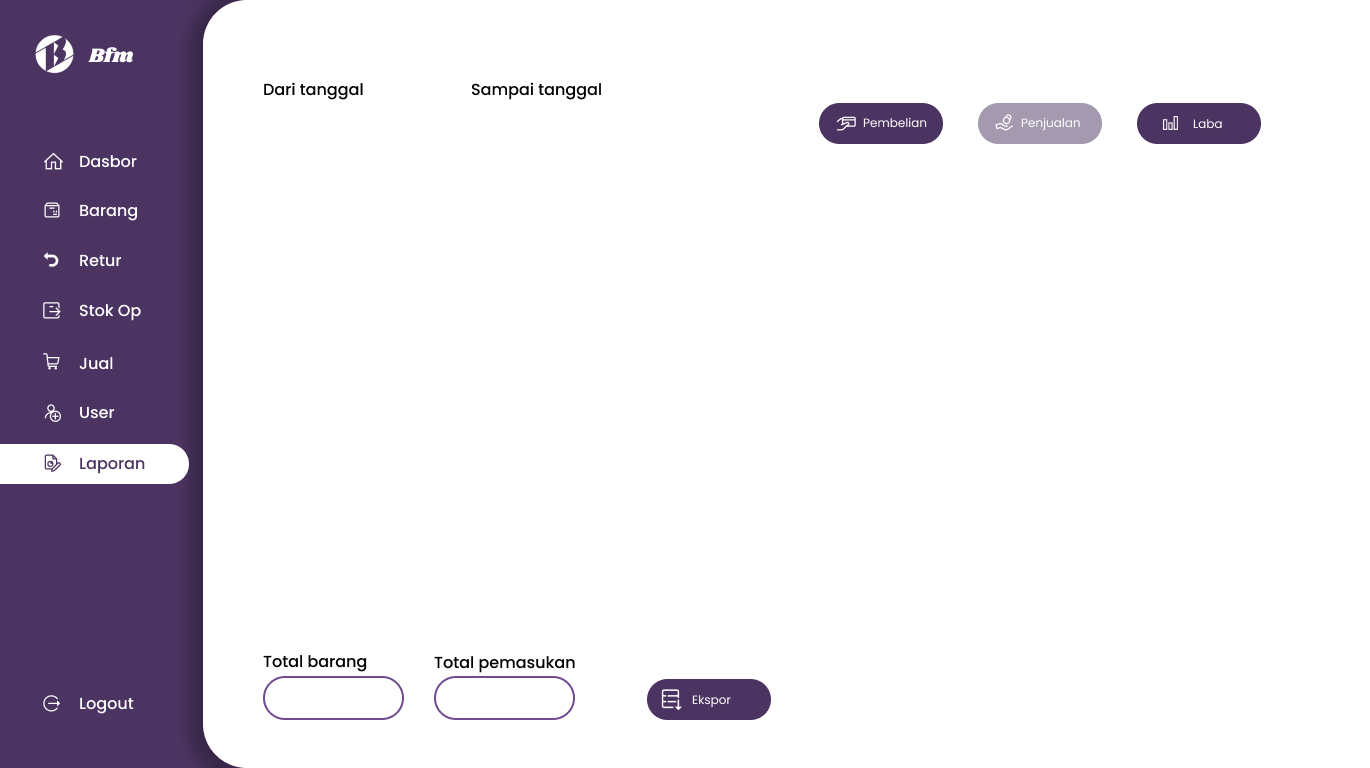 Bfm
Dasbor
Barang
Retur
Stok Op
Jual
User
Laporan
Logout
Dari tanggal
Sampai tanggal
Pembelian
Penjualan
Laba
Total barang
Total pemasukan
Ekspor